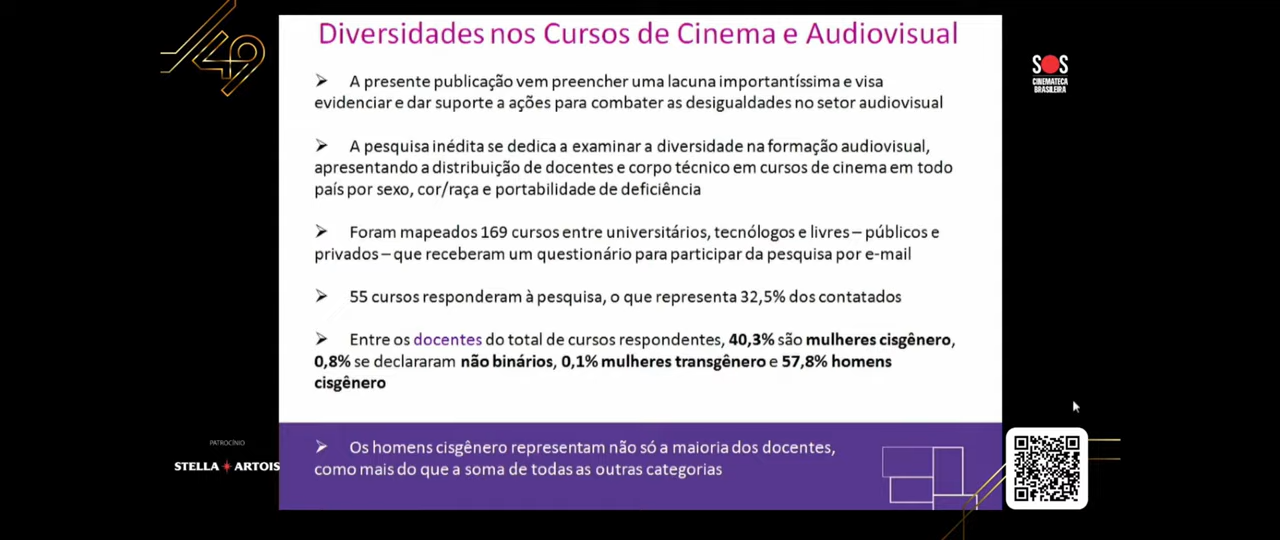 49
Diversidades nos Cursos de Cinema e Audiovisual
SOS
CINEMATECA
BRASILEIRA
➢ A presente publicação vem preencher uma lacuna importantíssima e visa
evidenciar e dar suporte a ações para combater as desigualdades no setor audiovisual
➢ A pesquisa inédita se dedica a examinar a diversidade na formação audiovisual,
apresentando a distribuição de docentes e corpo técnico em cursos de cinema em todo
país por sexo, cor/raça e portabilidade de deficiência
➢ Foram mapeados 169 cursos entre universitários, tecnólogos e livres – públicos e
privados – que receberam um questionário para participar da pesquisa por e-mail
➢ 55 cursos responderam à pesquisa, o que representa 32,5% dos contatados
➢ Entre os docentes do total de cursos respondentes, 40,3% são mulheres cisgênero,
0,8% se declararam não binários, 0,1% mulheres transgênero e 57,8% homens
cisgênero
➢ Os homens cisgênero representam não só a maioria dos docentes,
como mais do que a soma de todas as outras categorias
PATROCÍNIO
STELLA ARTOIS